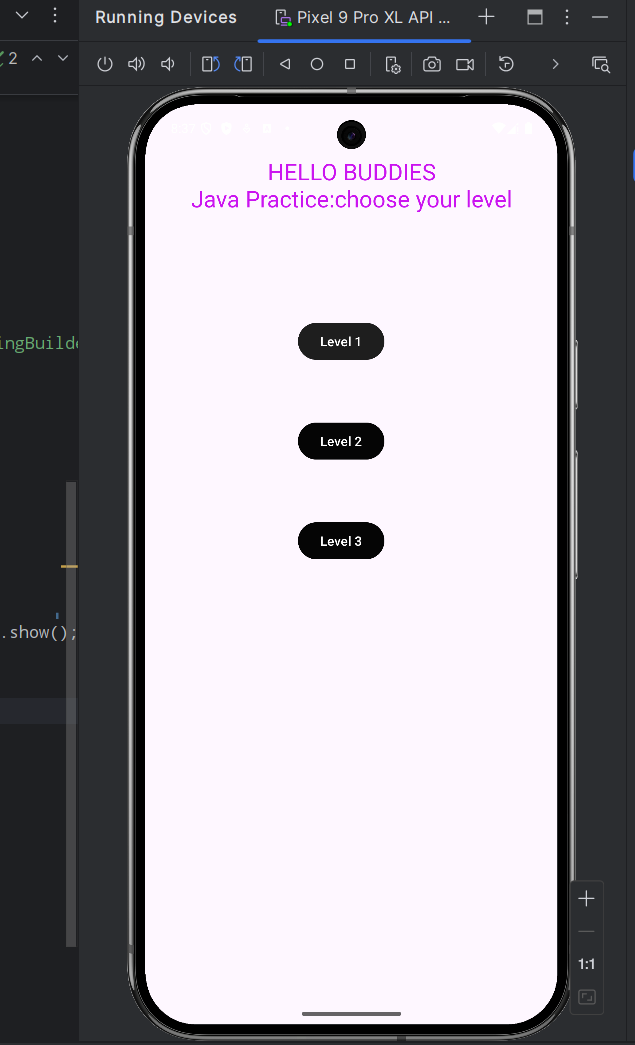 Running Devices
Pixel 9 Pro XL API ...
2
HELLO BUDDIES
Java Practice:choose your level
Level 1
ingBuilde
Level 2
Level 3
.show();
1:1